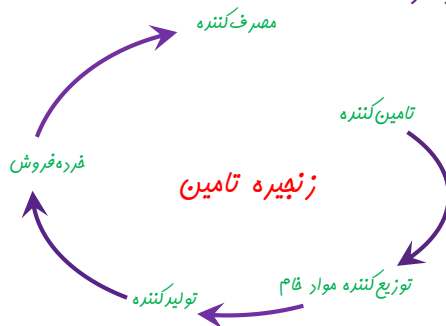 مصرف‌کننده
تامین‌کننده
خرده‌فروش
زنجیره تامین
توزیع‌کننده مواد خام
تولیدکننده